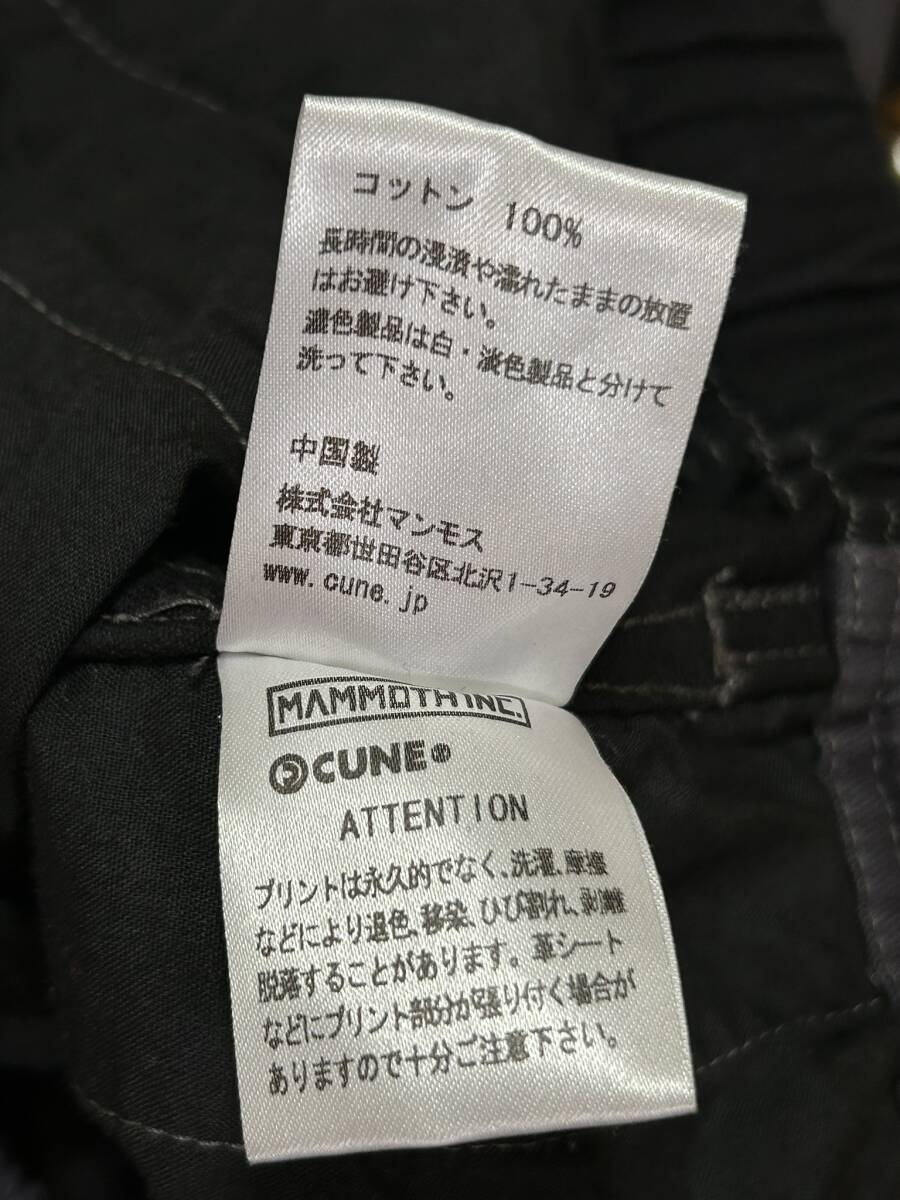 コットン 100%
長時間の浸漬や濡れたままの放置
はお避け下さい。
濃色製品は白・淡色製品と分けて
洗って下さい。
中国製
株式会社マンモス
東京都世田谷区北沢1-34-19
www.cune.jp
MAMMOTH INC.
CUNE®
ATTENTION
プリントは永久的でなく、洗濯、摩擦
などにより退色、移染、ひび割れ、剥離
脱落することがあります。革シート
などにプリント部分が張り付く場合が
ありますので十分ご注意下さい。